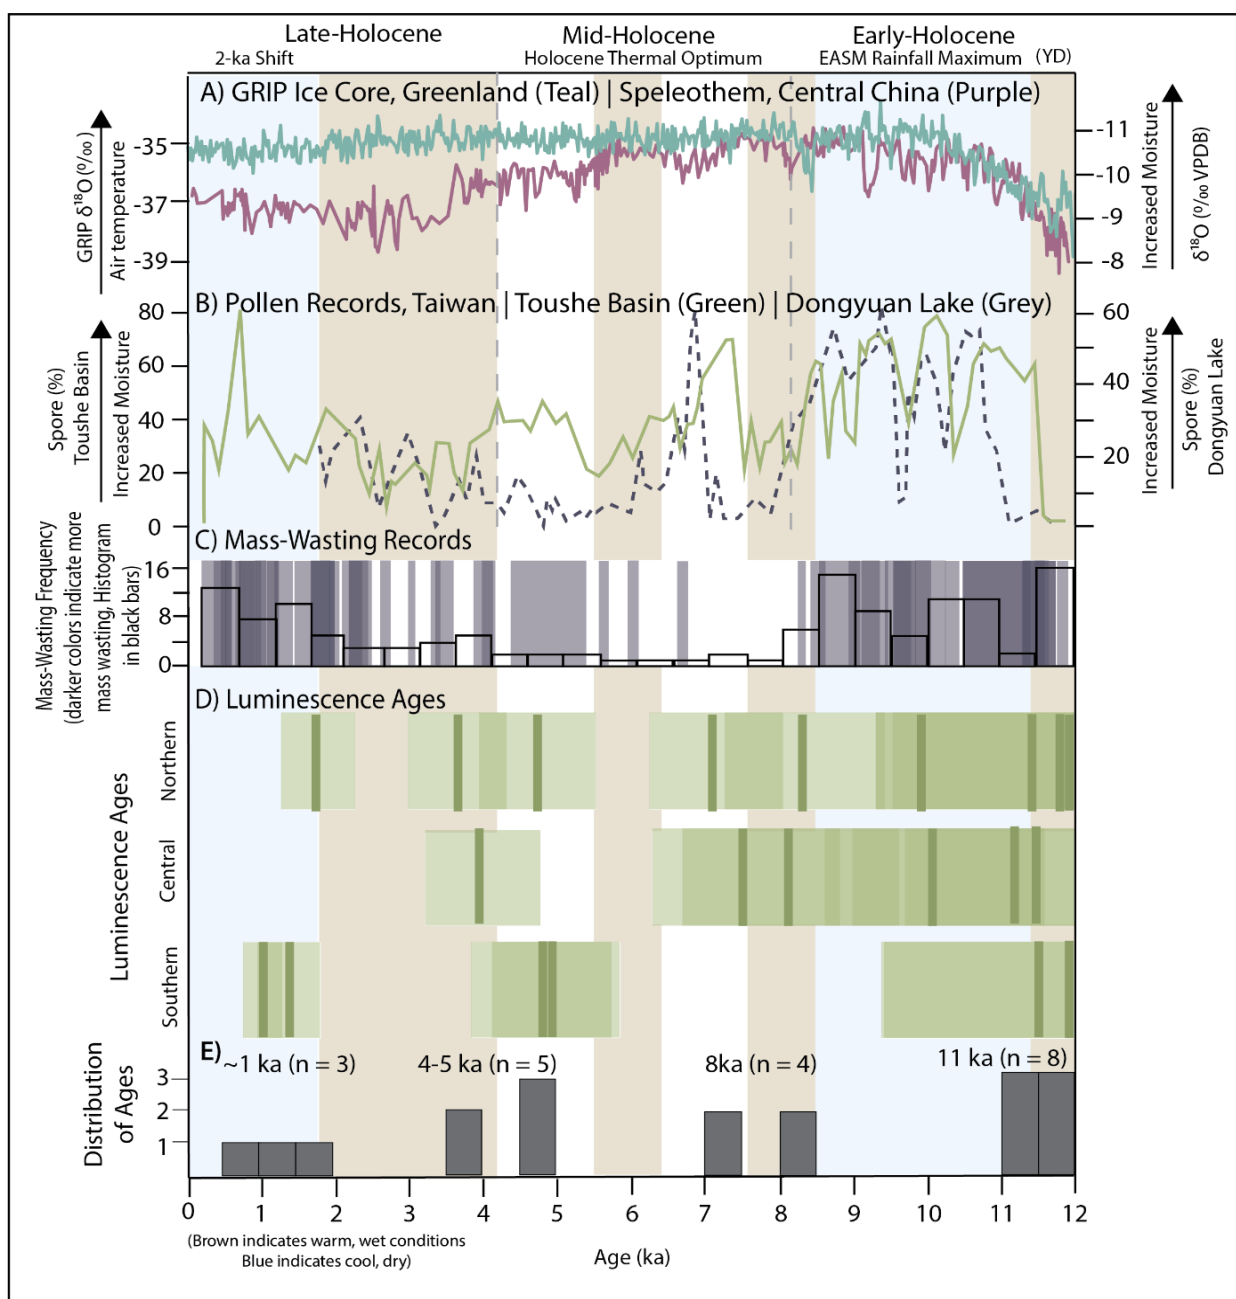 Late-Holocene
Mid-Holocene
Early-Holocene
2-ka Shift
Holocene Thermal Optimum
EASM Rainfall Maximum
(YD)
A) GRIP Ice Core, Greenland (Teal) | Speleothem, Central China (Purple)
GRIP δ¹⁸O (⁰/₀₀)
Air temperature
-35
-37
-39
-11
-10
-9
-8
Increased Moisture
δ¹⁸O (⁰/₀₀ VPDB)
B) Pollen Records, Taiwan | Toushe Basin (Green) | Dongyuan Lake (Grey)
Spore (%)
Toushe Basin
Increased Moisture
80
60
40
20
0
60
40
20
Increased Moisture
Spore (%)
Dongyuan Lake
C) Mass-Wasting Records
Mass-Wasting Frequency
(darker colors indicate more
mass wasting, Histogram
in black bars)
16
8
0
D) Luminescence Ages
Luminescence Ages
Northern
Central
Southern
E)
~1 ka (n = 3)
4-5 ka (n = 5)
8ka (n = 4)
11 ka (n = 8)
Distribution
of Ages
3
2
1
0 1 2 3 4 5 6 7 8 9 10 11 12
(Brown indicates warm, wet conditions
Blue indicates cool, dry)
Age (ka)